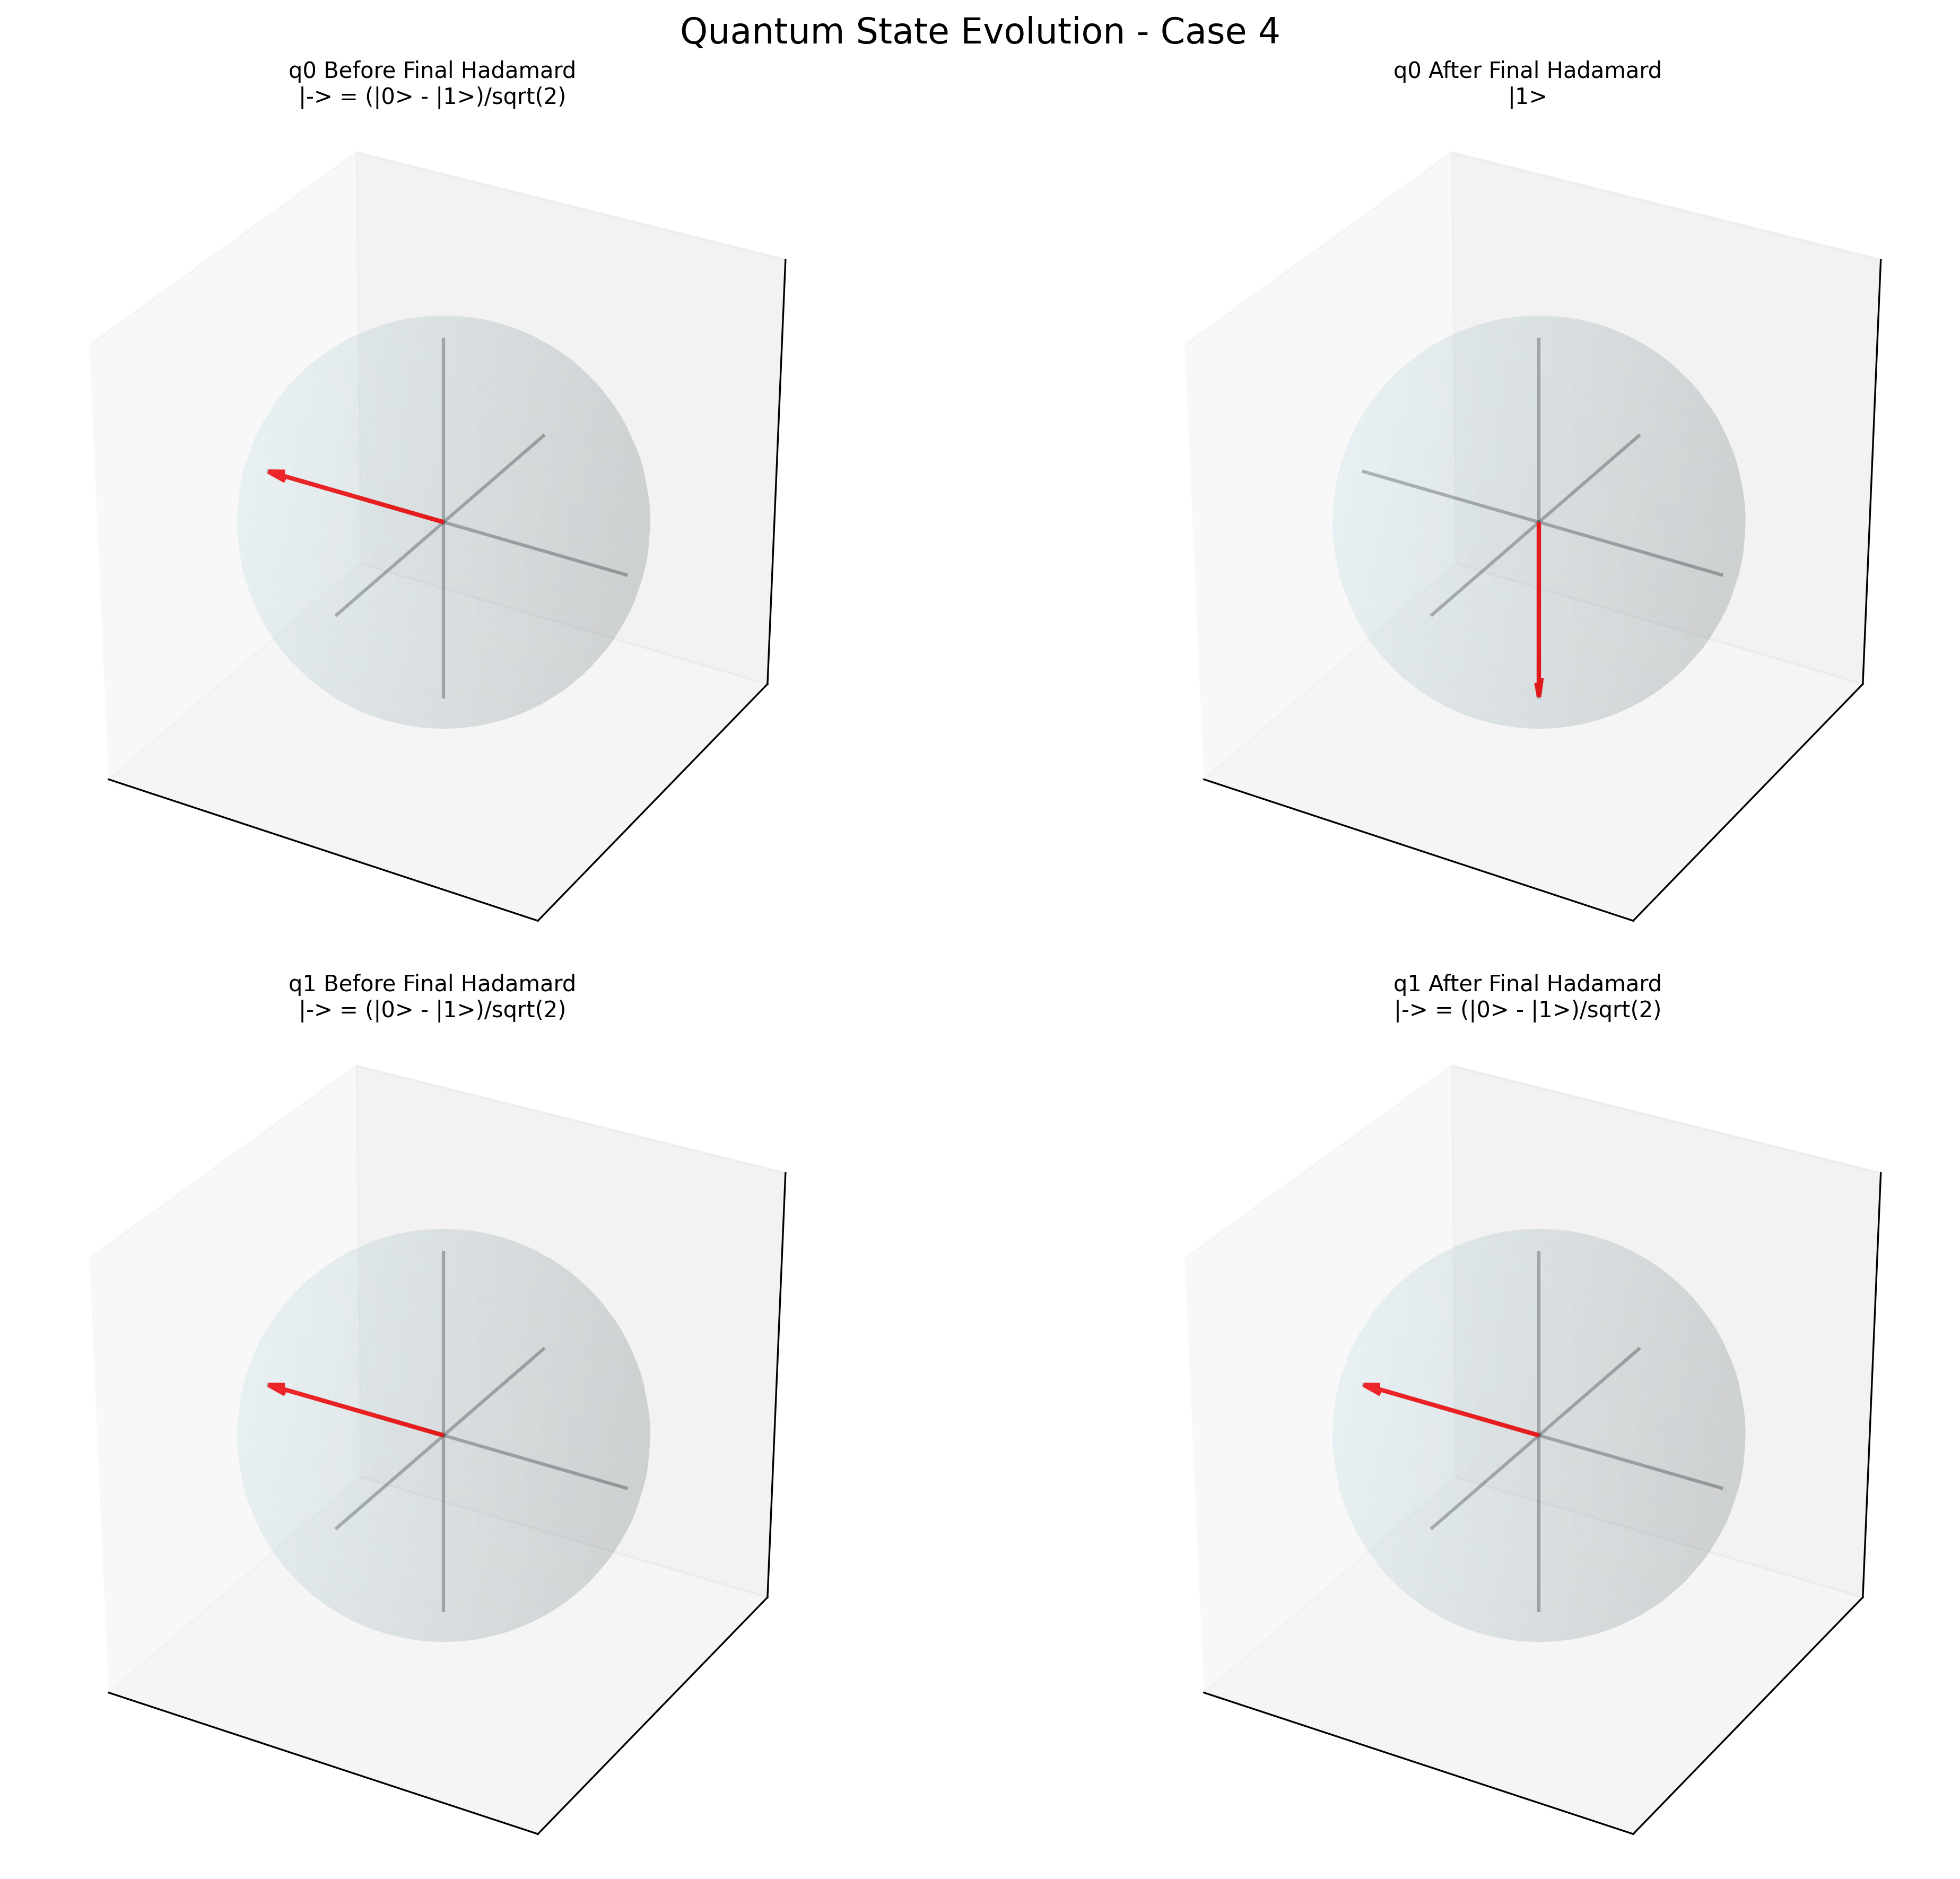 Quantum State Evolution - Case 4
q0 Before Final Hadamard
|-> = (|0> - |1>)/sqrt(2)
q0 After Final Hadamard
|1>
q1 Before Final Hadamard
|-> = (|0> - |1>)/sqrt(2)
q1 After Final Hadamard
|-> = (|0> - |1>)/sqrt(2)